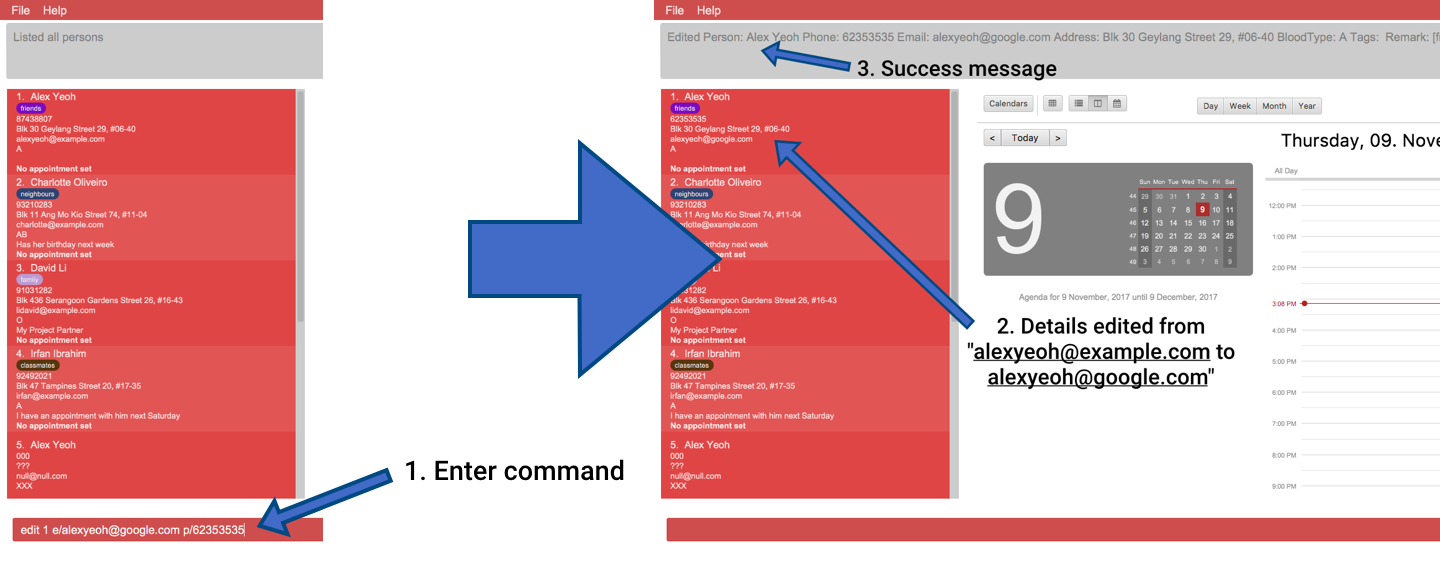 File Help
Listed all persons
1. Alex Yeoh
friends
87438807
Blk 30 Geylang Street 29, #06-40
alexyeoh@example.com
A
No appointment set
2. Charlotte Oliveiro
neighbours
93210283
Blk 11 Ang Mo Kio Street 74, #11-04
charlotte@example.com
AB
Has her birthday next week
No appointment set
3. David Li
family
91031282
Blk 436 Serangoon Gardens Street 26, #16-43
lidavid@example.com
O
My Project Partner
No appointment set
4. Irfan Ibrahim
classmates
92492021
Blk 47 Tampines Street 20, #17-35
irfan@example.com
A
I have an appointment with him next Saturday
No appointment set
5. Alex Yeoh
000
???
null@null.com
XXX
edit 1 e/alexyeoh@google.com p/62353535
1. Enter command
File Help
Edited Person: Alex Yeoh Phone: 62353535 Email: alexyeoh@google.com Address: Blk 30 Geylang Street 29, #06-40 BloodType: A Tags: Remark: [f
3. Success message
1. Alex Yeoh
friends
62353535
Blk 30 Geylang Street 29, #06-40
alexyeoh@google.com
A
No appointment set
2. Charlotte Oliveiro
neighbours
93210283
Blk 11 Ang Mo Kio Street 74, #11-04
charlotte@example.com
AB
birthday next week
set
Li
Blk 436 Serangoon Gardens Street 26, #16-43
lidavid@example.com
O
My Project Partner
No appointment set
4. Irfan Ibrahim
classmates
92492021
Blk 47 Tampines Street 20, #17-35
irfan@example.com
A
I have an appointment with him next Saturday
No appointment set
5. Alex Yeoh
000
???
null@null.com
XXX
Calendars
Day Week Month Year
< Today >
Thursday, 09. Nove
9
Sun Mon Tue Wed Thu Fri Sat
44 29 30 31 1 2 3 4
45 5 6 7 8 9 10 11
46 12 13 14 15 16 17 18
47 19 20 21 22 23 24 25
48 26 27 28 29 30 1 2
49 3 4 5 6 7 8 9
Agenda for 9 November, 2017 until 9 December, 2017
2. Details edited from
"alexyeoh@example.com to
alexyeoh@google.com"
All Day
12:00 PM
1:00 PM
2:00 PM
3:08 PM
4:00 PM
5:00 PM
6:00 PM
7:00 PM
8:00 PM
9:00 PM